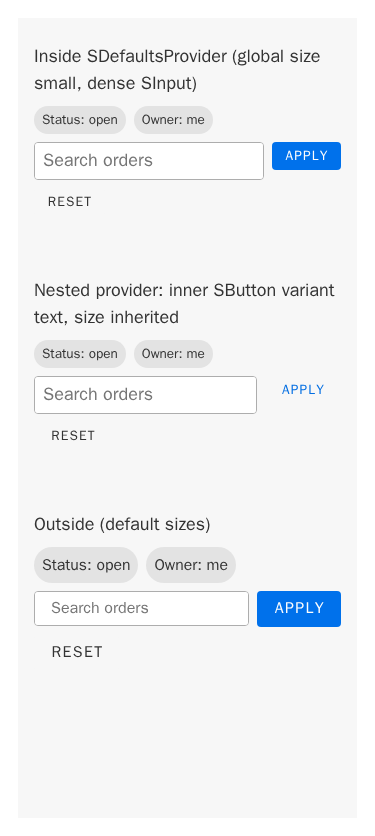 Inside SDefaultsProvider (global size
small, dense SInput)
Status: open Owner: me
Search orders APPLY
RESET
Nested provider: inner SButton variant
text, size inherited
Status: open Owner: me
Search orders APPLY
RESET
Outside (default sizes)
Status: open Owner: me
Search orders APPLY
RESET